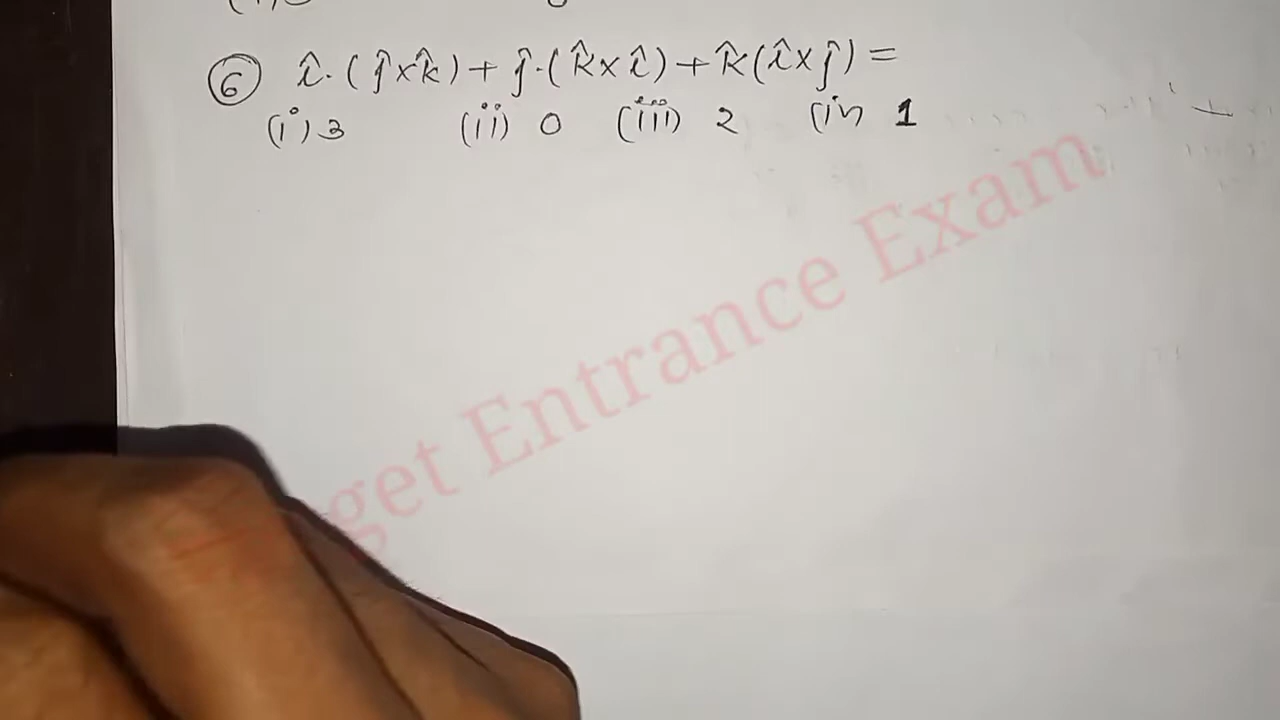 ⑥ î·(ĵ×k̂)+ĵ·(k̂×î)+k̂(î×ĵ)=
(i) 3 (ii) 0 (iii) 2 (iv) 1
get Entrance Exam